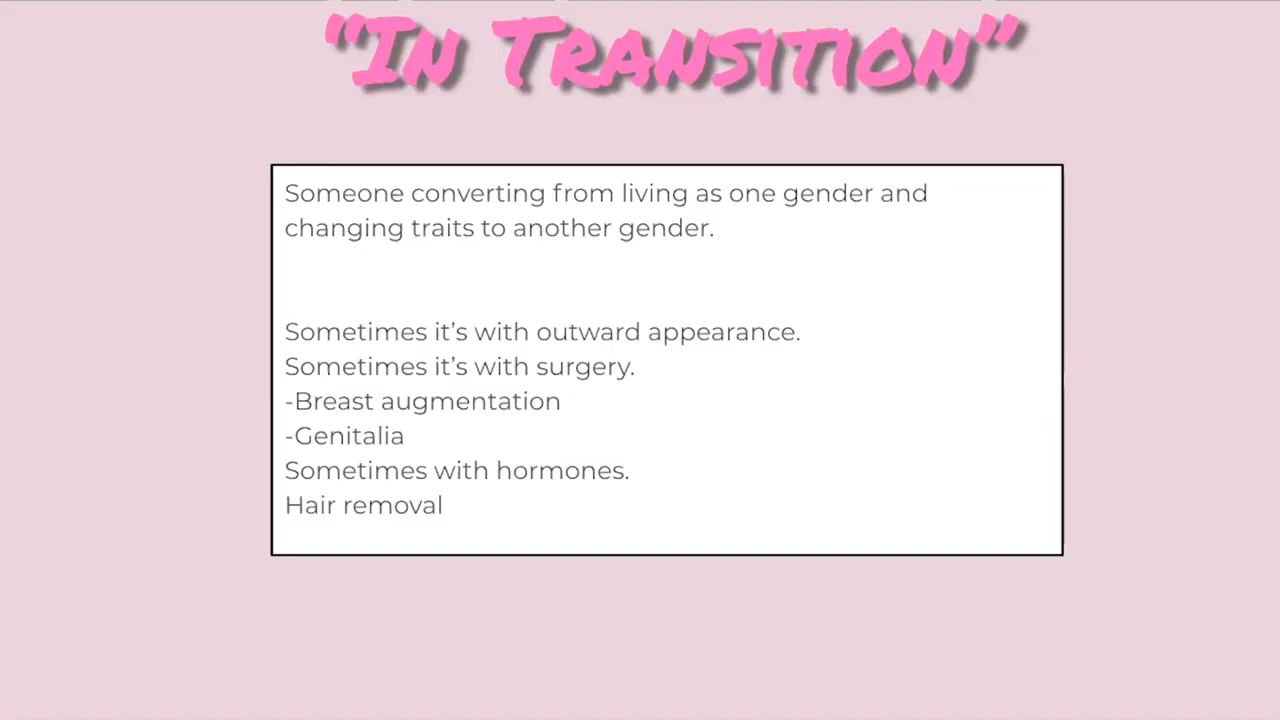 “In Transition”
Someone converting from living as one gender and
changing traits to another gender.
Sometimes it’s with outward appearance.
Sometimes it’s with surgery.
-Breast augmentation
-Genitalia
Sometimes with hormones.
Hair removal